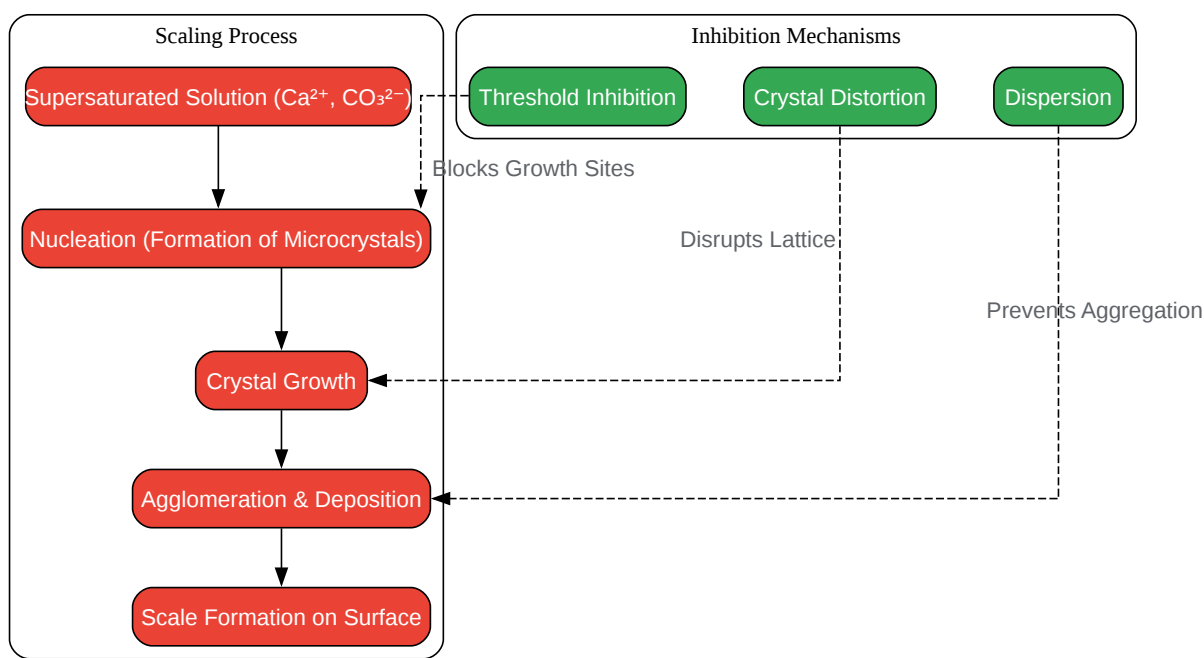 Scaling Process
Supersaturated Solution (Ca²⁺, CO₃²⁻)
Nucleation (Formation of Microcrystals)
Crystal Growth
Agglomeration & Deposition
Scale Formation on Surface
Inhibition Mechanisms
Threshold Inhibition
Crystal Distortion
Dispersion
Blocks Growth Sites
Disrupts Lattice
Prevents Aggregation